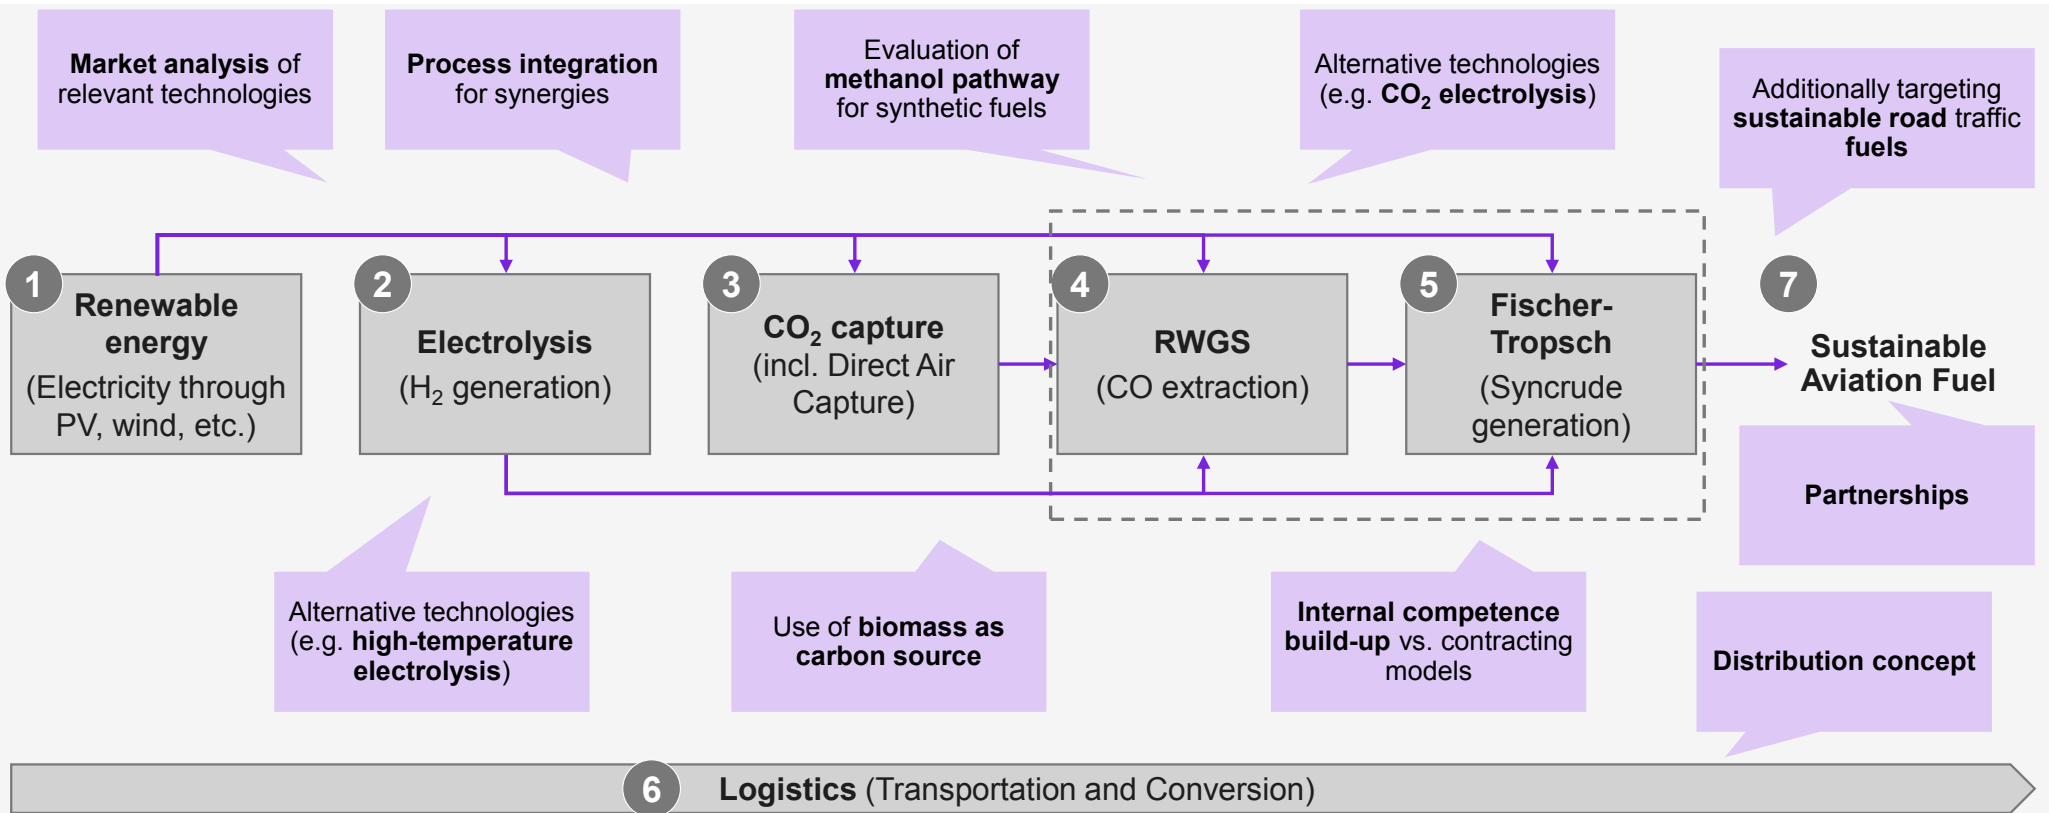 Market analysis of
relevant technologies
Process integration
for synergies
Evaluation of
methanol pathway
for synthetic fuels
Alternative technologies
(e.g. CO₂ electrolysis)
Additionally targeting
sustainable road traffic
fuels
1
Renewable
energy
(Electricity through
PV, wind, etc.)
2
Electrolysis
(H₂ generation)
3
CO₂ capture
(incl. Direct Air
Capture)
4
RWGS
(CO extraction)
5
Fischer-
Tropsch
(Syncrude
generation)
7
Sustainable
Aviation Fuel
Partnerships
Alternative technologies
(e.g. high-temperature
electrolysis)
Use of biomass as
carbon source
Internal competence
build-up vs. contracting
models
Distribution concept
6
Logistics (Transportation and Conversion)